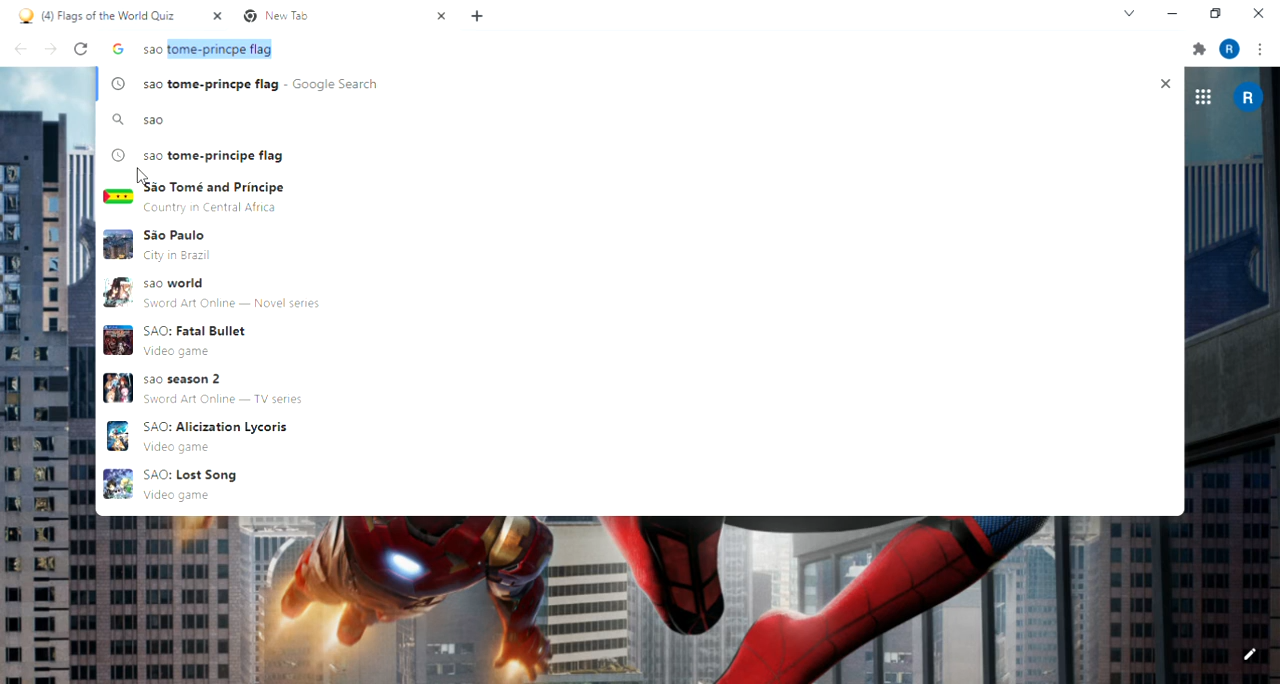 (4) Flags of the World Quiz
New Tab
sao tome-princpe flag
R
sao tome-princpe flag - Google Search
R
sao
sao tome-principe flag
São Tomé and Príncipe
Country in Central Africa
São Paulo
City in Brazil
sao world
Sword Art Online — Novel series
SAO: Fatal Bullet
Video game
sao season 2
Sword Art Online — TV series
SAO: Alicization Lycoris
Video game
SAO: Lost Song
Video game